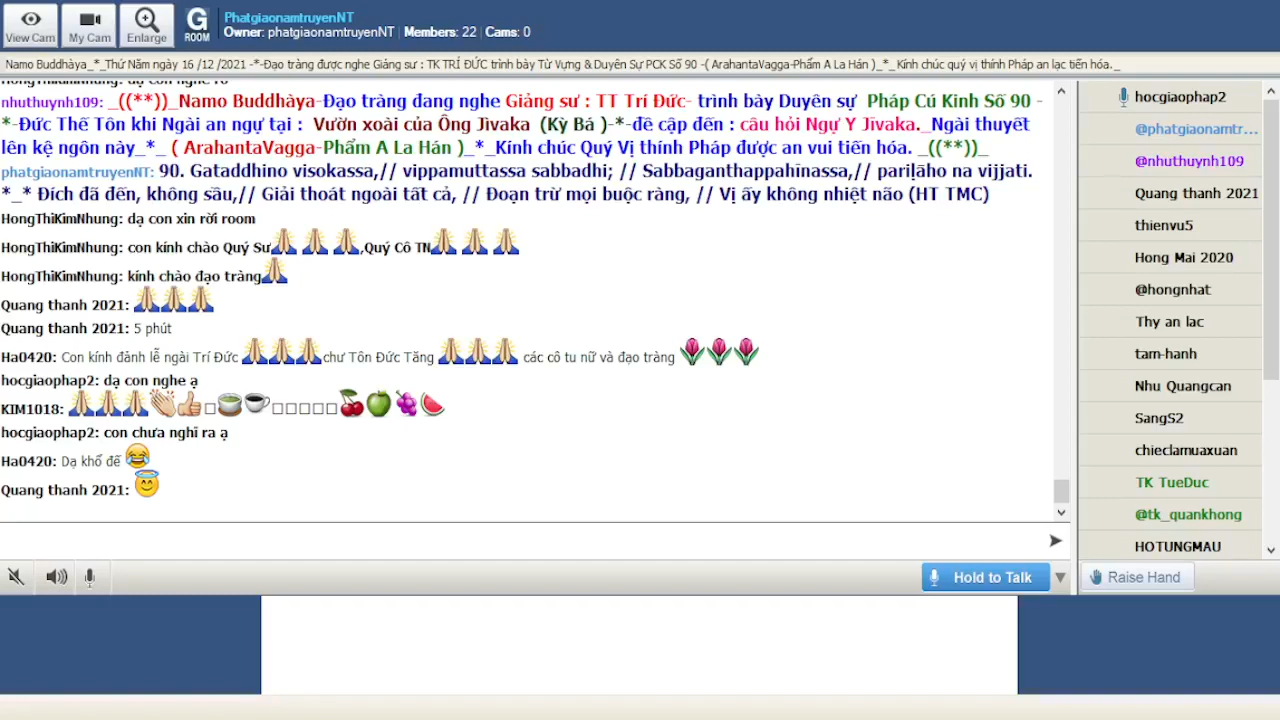 View Cam
My Cam
Enlarge
G
ROOM
PhatgiaonamtruyenNT
Owner: phatgiaonamtruyenNT | Members: 22 | Cams: 0
Namo Buddhàya_*_Thứ Năm ngày 16 /12 /2021 -*-Đạo tràng được nghe Giảng sư : TK TRÍ ĐỨC trình bày Từ Vựng & Duyên Sự PCK Số 90 -( ArahantaVagga-Phẩm A La Hán )_*_ Kính chúc quý vị thính Pháp an lạc tiến hóa._
nhuthuynh109: _((**))_Namo Buddhàya-Đạo tràng đang nghe Giảng sư : TT Trí Đức- trình bày Duyên sự Pháp Cú Kinh Số 90 -
*-Đức Thế Tôn khi Ngài an ngự tại : Vườn xoài của Ông Jìvaka (Kỳ Bá )-*-đề cập đến : câu hỏi Ngự Y Jivaka._Ngài thuyết
lên kệ ngôn này_*_ ( ArahantaVagga-Phẩm A La Hán )_*_Kính chúc Quý Vị thính Pháp được an vui tiến hóa. _((**))_
phatgiaonamtruyenNT: 90. Gataddhino visokassa,// vippamuttassa sabbadhi; // Sabbaganthappahīnassa,// pariḷāho na vijjati.
*_* Đích đã đến, không sầu,// Giải thoát ngoài tất cả, // Đoạn trừ mọi buộc ràng, // Vị ấy không nhiệt não (HT TMC)
HongThiKimNhung: dạ con xin rời room
HongThiKimNhung: con kính chào Quý Sư🙏🙏🙏,Quý Cô TN🙏🙏🙏
HongThiKimNhung: kính chào đạo tràng🙏
Quang thanh 2021: 🙏🙏🙏
Quang thanh 2021: 5 phút
Ha0420: Con kính đảnh lễ ngài Trí Đức 🙏🙏🙏chư Tôn Đức Tăng 🙏🙏🙏 các cô tu nữ và đạo tràng 🌷🌷🌷
hocgiaophap2: dạ con nghe ạ
KIM1018: 🙏🙏🙏👏👍□🍵☕□□□□□🍒🍏🍇🍉
hocgiaophap2: con chưa nghĩ ra ạ
Ha0420: Dạ khổ đế 😂
Quang thanh 2021: 😇
Hold to Talk
hocgiaophap2
@phatgiaonamtr...
@nhuthuynh109
Quang thanh 2021
thienvu5
Hong Mai 2020
@hongnhat
Thy an lac
tam-hanh
Nhu Quangcan
SangS2
chieclamuaxuan
TK TueDuc
@tk_quankhong
HOTUNGMAU
Raise Hand